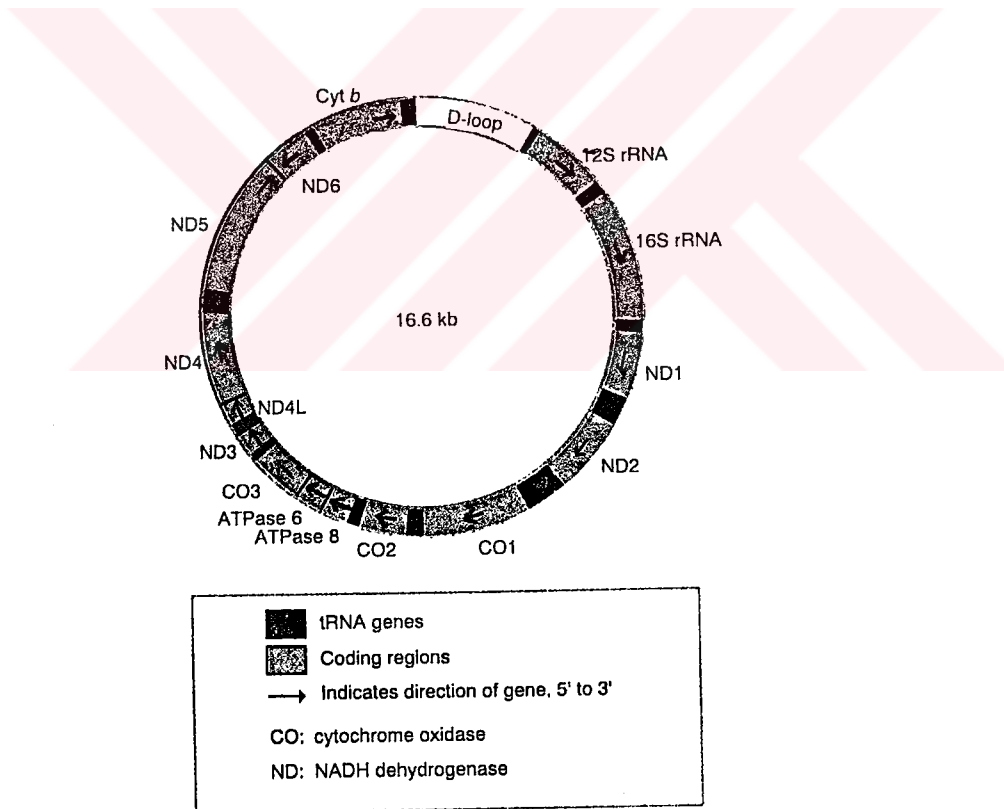 Cyt b
D-loop
12S rRNA
ND6
ND5
16S rRNA
16.6 kb
ND4
ND1
ND4L
ND3
ND2
CO3
ATPase 6
ATPase 8
CO2
CO1
tRNA genes
Coding regions
Indicates direction of gene, 5' to 3'
CO: cytochrome oxidase
ND: NADH dehydrogenase